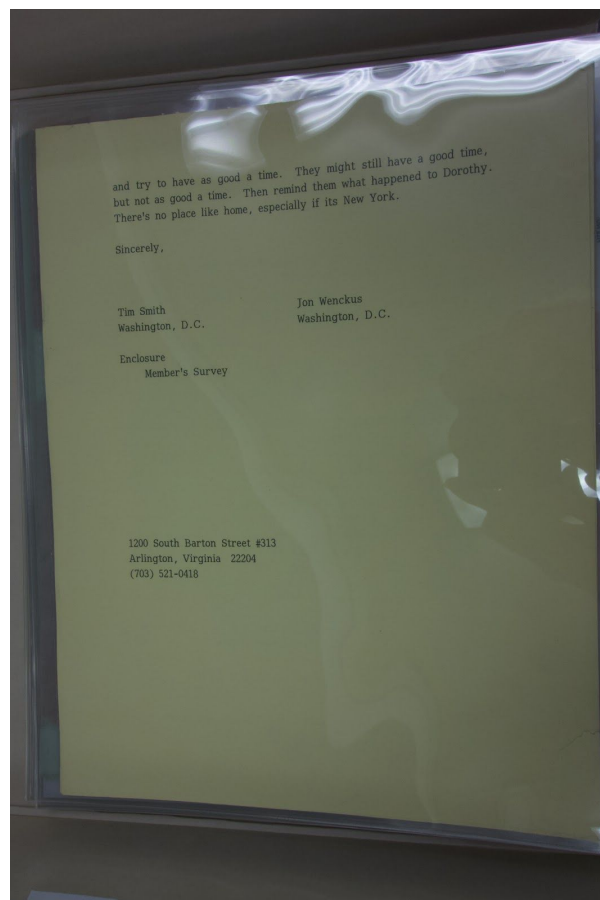 and try to have as good a time.  They might still have a good time,
but not as good a time.  Then remind them what happened to Dorothy.
There's no place like home, especially if its New York.
Sincerely,
Tim Smith
Washington, D.C.
Jon Wenckus
Washington, D.C.
Enclosure
Member's Survey
1200 South Barton Street #313
Arlington, Virginia  22204
(703) 521-0418